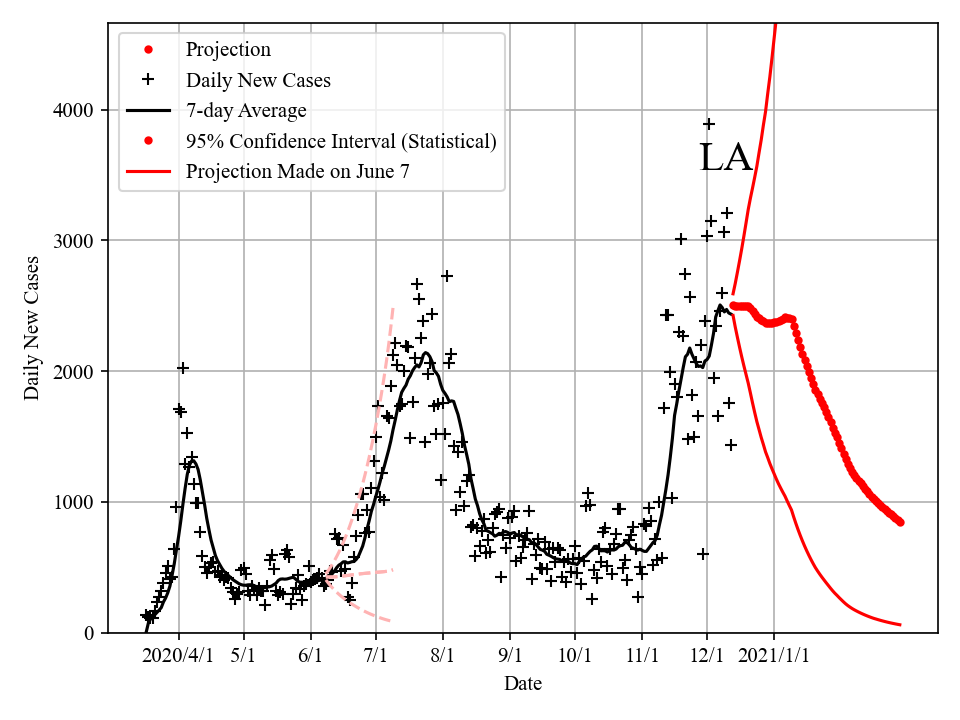 Projection
Daily New Cases
7-day Average
95% Confidence Interval (Statistical)
Projection Made on June 7
LA
4000
3000
2000
1000
0
Daily New Cases
2020/4/1 5/1 6/1 7/1 8/1 9/1 10/1 11/1 12/1 2021/1/1
Date